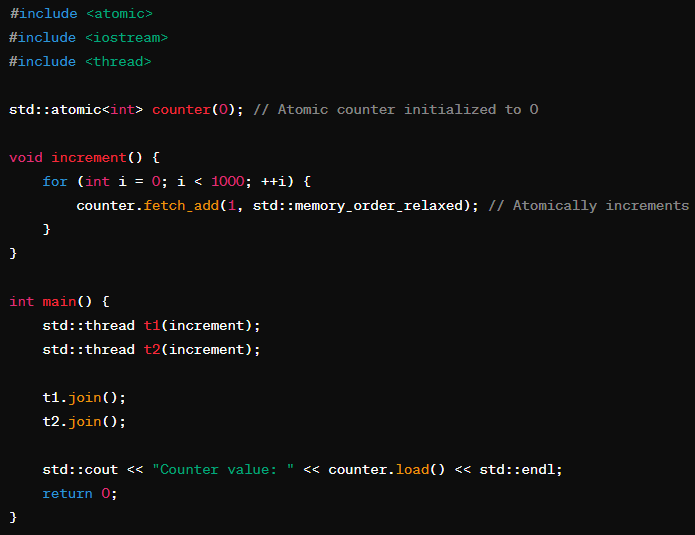 #include <atomic>
#include <iostream>
#include <thread>

std::atomic<int> counter(0); // Atomic counter initialized to 0

void increment() {
    for (int i = 0; i < 1000; ++i) {
        counter.fetch_add(1, std::memory_order_relaxed); // Atomically increments
    }
}

int main() {
    std::thread t1(increment);
    std::thread t2(increment);

    t1.join();
    t2.join();

    std::cout << "Counter value: " << counter.load() << std::endl;
    return 0;
}